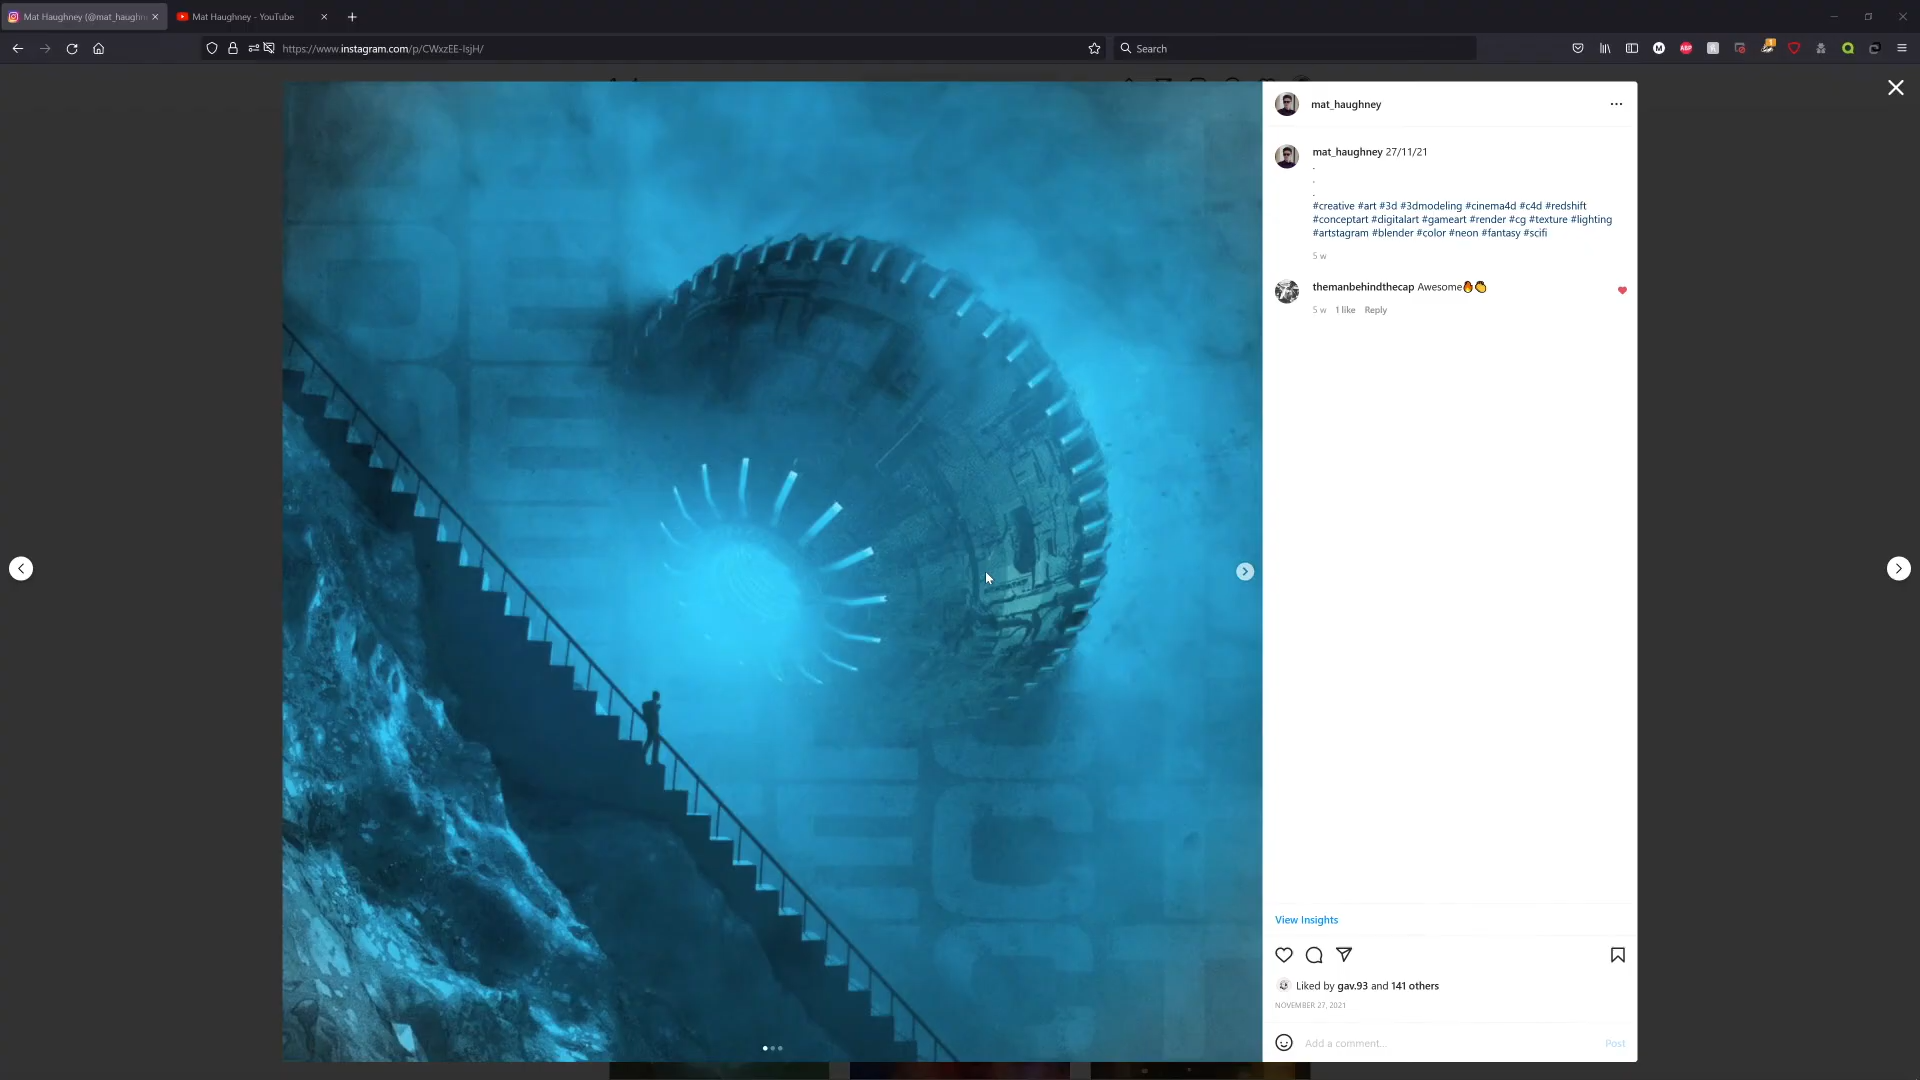 Mat Haughney (@mat_haughn
Mat Haughney - YouTube
https://www.instagram.com/p/CWxzEE-IsjH/
Search
mat_haughney
mat_haughney 27/11/21
.
.
.
#creative #art #3d #3dmodeling #cinema4d #c4d #redshift
#conceptart #digitalart #gameart #render #cg #texture #lighting
#artstagram #blender #color #neon #fantasy #scifi
5 w
themanbehindthecap Awesome🔥👏
5 w 1 like Reply
View Insights
Liked by gav.93 and 141 others
NOVEMBER 27, 2021
Add a comment...
Post